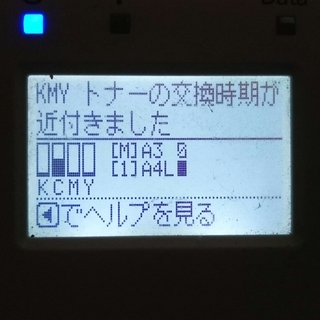 KMY トナーの交換時期が
近付きました
[M]A3
[1]A4L
KCMY
でヘルプを見る